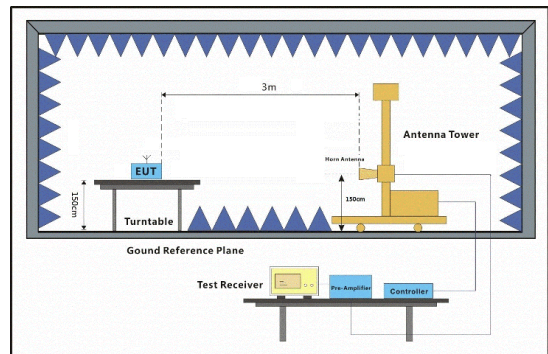 3m
Antenna Tower
Horn Antenna
EUT
150cm
150cm
Turntable
Gound Reference Plane
Test Receiver
Pre-Amplifier
Controller